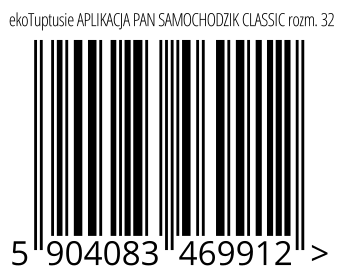 ekoTuptusie APLIKACJA PAN SAMOCHODZIK CLASSIC rozm. 32
5 904083 469912 >